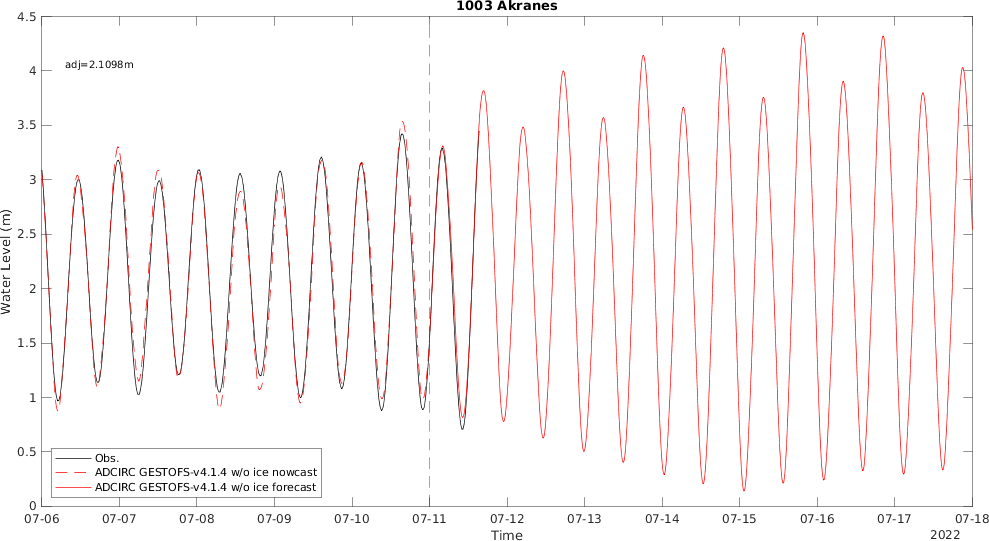 1003 Akranes
4.5
4
3.5
3
2.5
2
1.5
1
0.5
0
Water Level (m)
adj=2.1098m
Obs.
ADCIRC GESTOFS-v4.1.4 w/o ice nowcast
ADCIRC GESTOFS-v4.1.4 w/o ice forecast
07-06 07-07 07-08 07-09 07-10 07-11 07-12 07-13 07-14 07-15 07-16 07-17 07-18
Time
2022